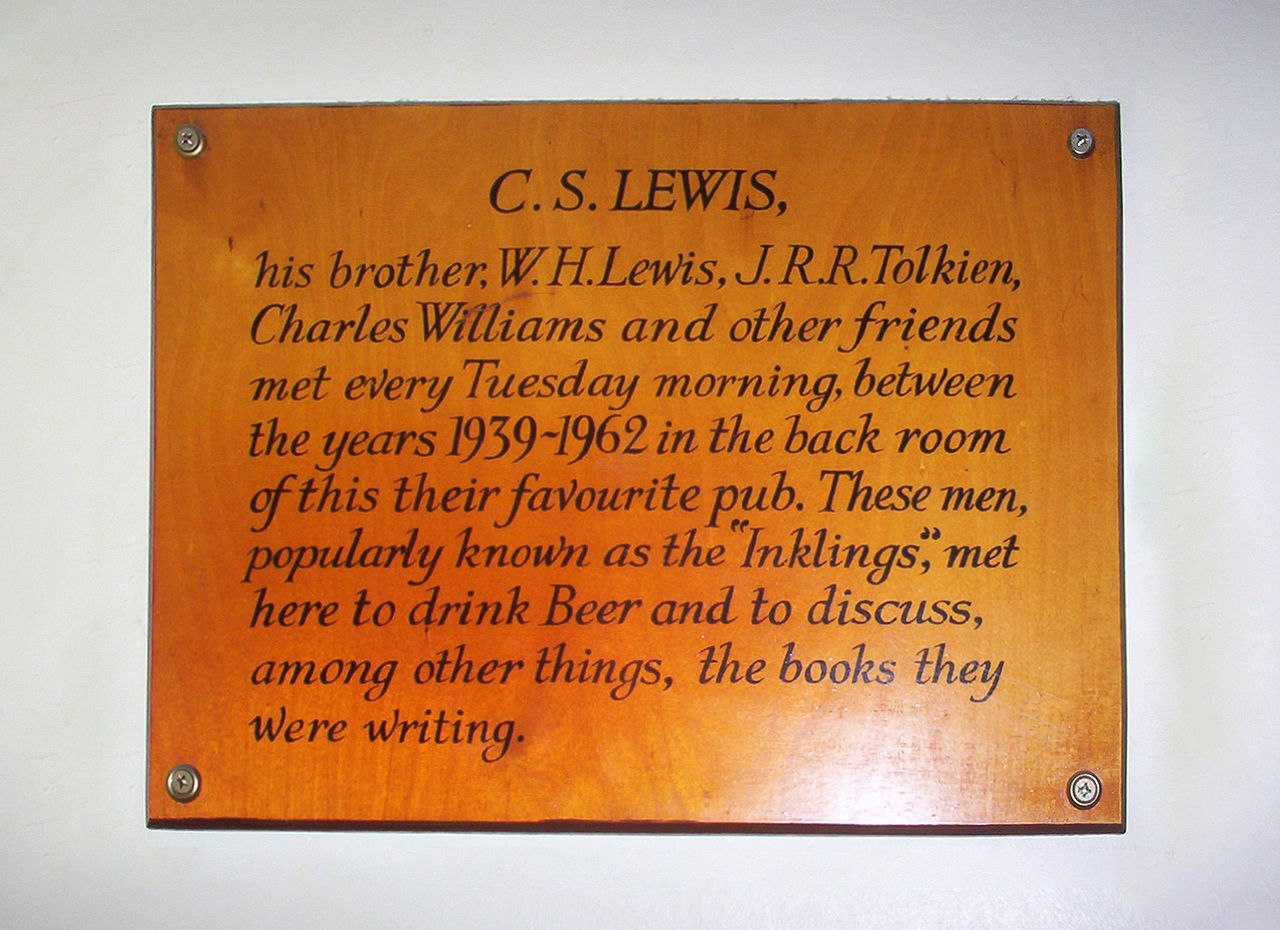 C. S. LEWIS,
his brother, W. H. Lewis, J. R. R. Tolkien,
Charles Williams and other friends
met every Tuesday morning, between
the years 1939~1962 in the back room
of this their favourite pub. These men,
popularly known as the "Inklings", met
here to drink Beer and to discuss,
among other things, the books they
were writing.